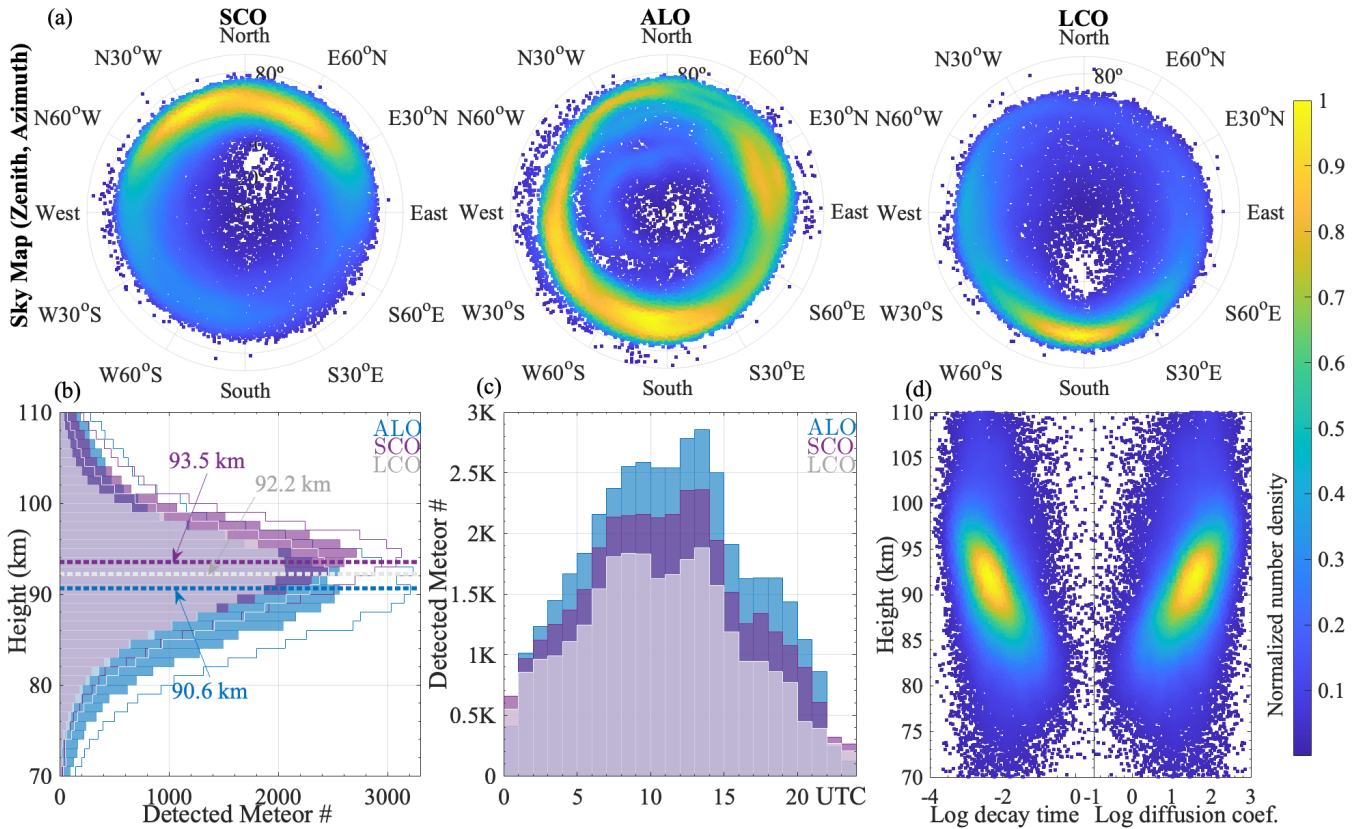 (a)
SCO
ALO
LCO
North
North
North
N30°W
E60°N
N30°W
E60°N
N30°W
E60°N
80°
80°
80°
N60°W
E30°N
N60°W
E30°N
N60°W
E30°N
West
East
West
East
West
East
W30°S
S60°E
W30°S
S60°E
W30°S
S60°E
W60°S
S30°E
W60°S
S30°E
W60°S
S30°E
South
South
South
Sky Map (Zenith, Azimuth)
1
0.9
0.8
0.7
0.6
0.5
0.4
0.3
0.2
0.1
Normalized number density
(b)
110
100
90
80
70
Height (km)
ALO
SCO
LCO
93.5 km
92.2 km
90.6 km
0
1000
2000
3000
Detected Meteor #
(c)
3K
2.5K
2K
1.5K
1K
0.5K
0
Detected Meteor #
ALO
SCO
LCO
0
5
10
15
20
UTC
(d)
110
105
100
95
90
85
80
75
70
Height (km)
-4
-2
0
-1
0
1
2
3
Log decay time
Log diffusion coef.